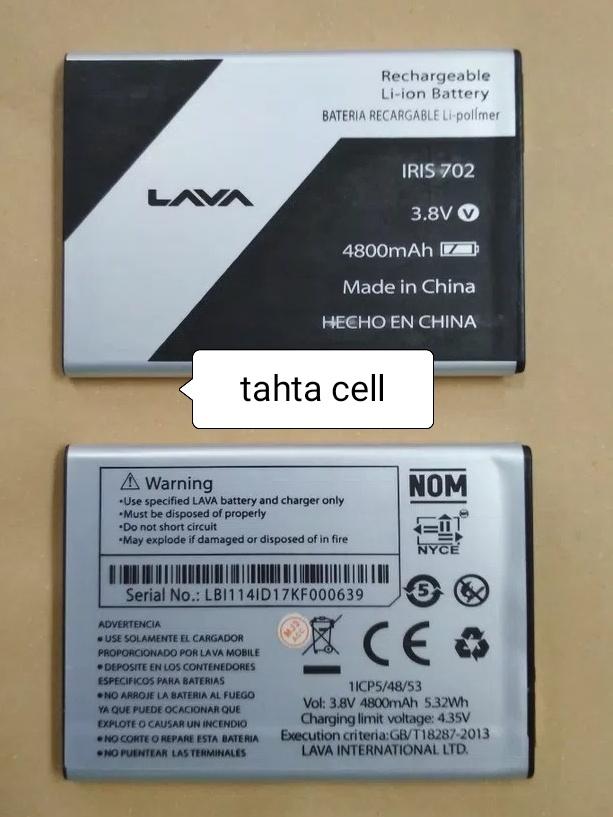 Rechargeable
Li-ion Battery
BATERIA RECARGABLE Li-polímer
LAVA
IRIS 702
3.8V V
4800mAh
Made in China
HECHO EN CHINA
tahta cell
Warning
•Use specified LAVA battery and charger only
•Must be disposed of properly
•Do not short circuit
•May explode if damaged or disposed of in fire
NOM
NYCE
Serial No.: LBI114ID17KF000639
5
ADVERTENCIA
• USE SOLAMENTE EL CARGADOR
PROPORCIONADO POR LAVA MOBILE
• DEPOSITE EN LOS CONTENEDORES
ESPECIFICOS PARA BATERIAS
• NO ARROJE LA BATERIA AL FUEGO
YA QUE PUEDE OCACIONAR QUE
EXPLOTE O CAUSAR UN INCENDIO
• NO CORTE O REPARE ESTA BATERIA
• NO PUENTEAR LAS TERMINALES
CE
1ICP5/48/53
Vol: 3.8V 4800mAh 5.32Wh
Charging limit voltage: 4.35V
Execution criteria:GB/T18287-2013
LAVA INTERNATIONAL LTD.